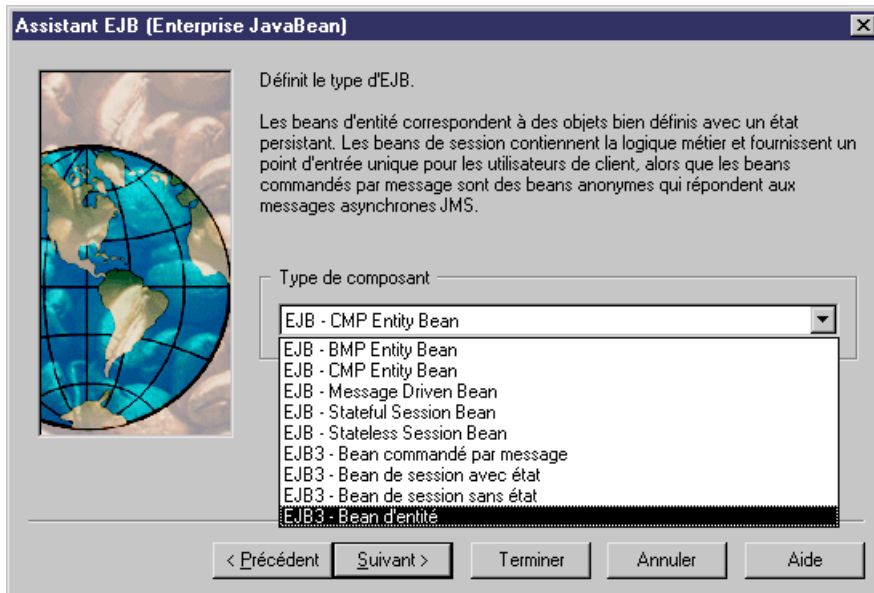 Assistant EJB (Enterprise JavaBean)
Définit le type d'EJB.
Les beans d'entité correspondent à des objets bien définis avec un état
persistant. Les beans de session contiennent la logique métier et fournissent un
point d'entrée unique pour les utilisateurs de client, alors que les beans
commandés par message sont des beans anonymes qui répondent aux
messages asynchrones JMS.
Type de composant
EJB - CMP Entity Bean
EJB - BMP Entity Bean
EJB - CMP Entity Bean
EJB - Message Driven Bean
EJB - Stateful Session Bean
EJB - Stateless Session Bean
EJB3 - Bean commandé par message
EJB3 - Bean de session avec état
EJB3 - Bean de session sans état
EJB3 - Bean d'entité
< Précédent Suivant > Terminer Annuler Aide